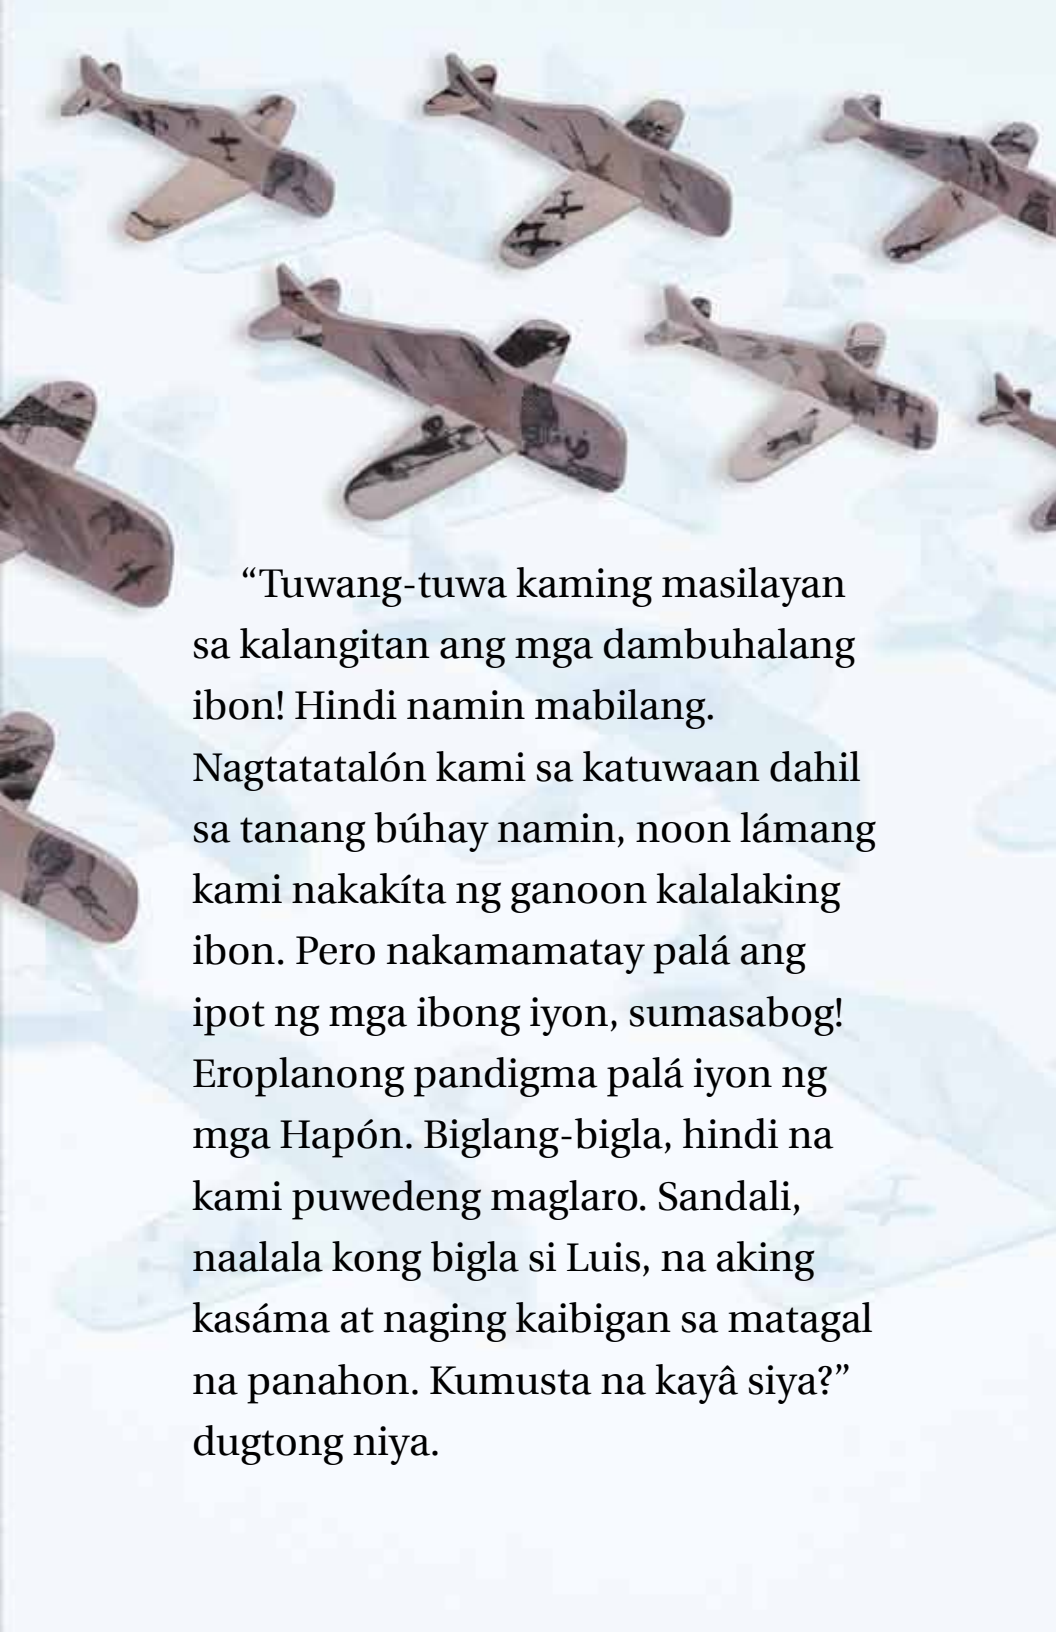 “Tuwang-tuwa kaming masilayan
sa kalangitan ang mga dambuhalang
ibon! Hindi namin mabilang.
Nagtatatalón kami sa katuwaan dahil
sa tanang búhay namin, noon lámang
kami nakakíta ng ganoon kalalaking
ibon. Pero nakamamatay palá ang
ipot ng mga ibong iyon, sumasabog!
Eroplanong pandigma palá iyon ng
mga Hapón. Biglang-bigla, hindi na
kami puwedeng maglaro. Sandali,
naalala kong bigla si Luis, na aking
kasáma at naging kaibigan sa matagal
na panahon. Kumusta na kayâ siya?”
dugtong niya.